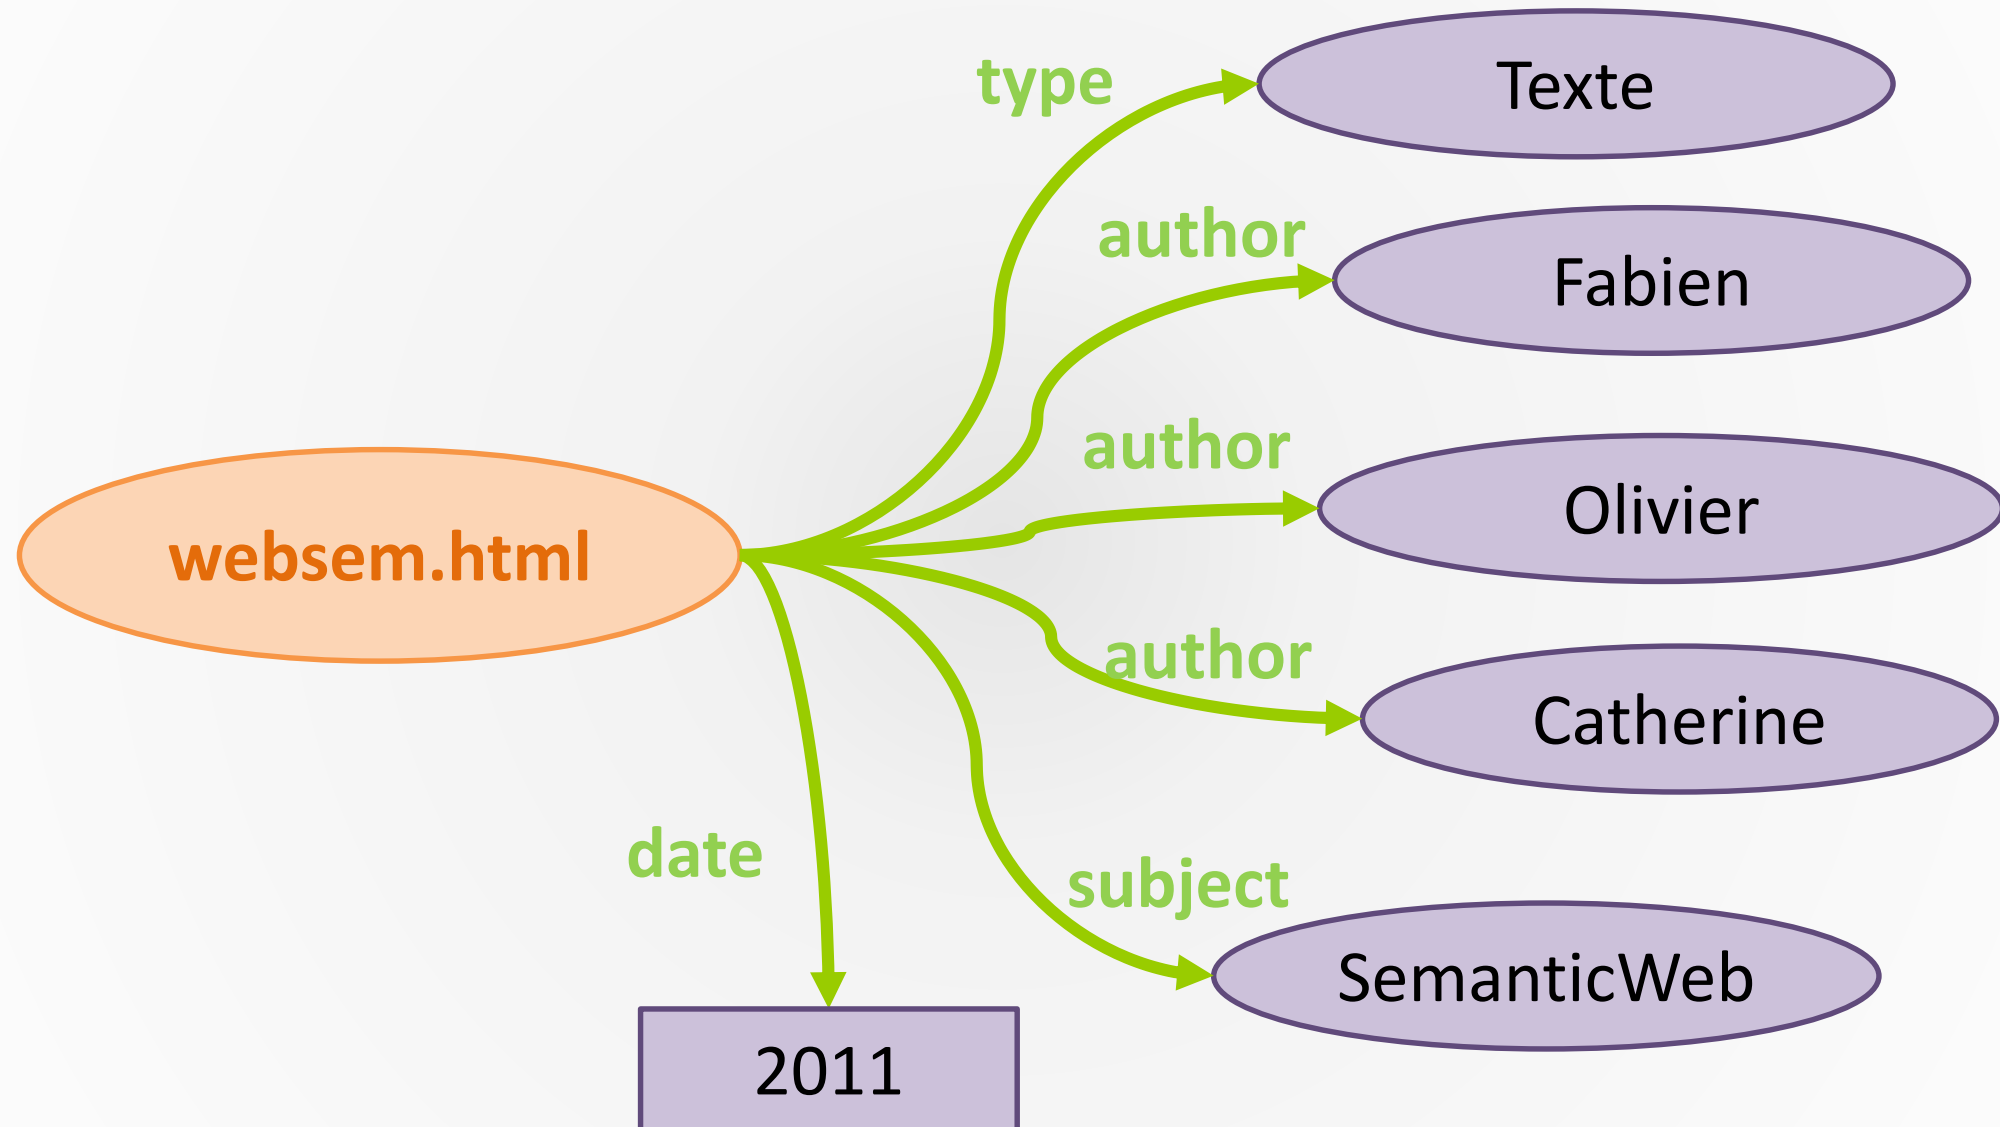 type
Texte
author
Fabien
author
Olivier
websem.html
author
Catherine
date
subject
SemanticWeb
2011